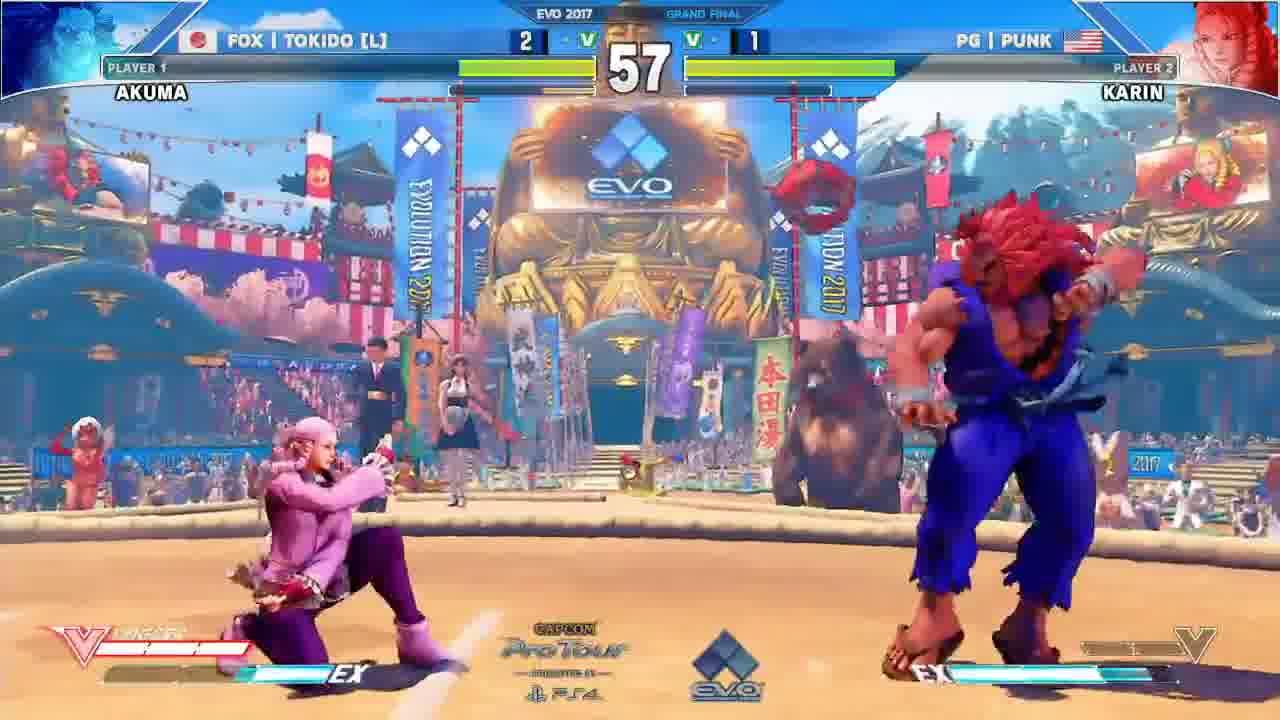 EVO 2017 GRAND FINAL
FOX | TOKIDO [L] 2 V 57 V 1 PG | PUNK
PLAYER 1 PLAYER 2
AKUMA KARIN
EVO
EVOLUTION 2017
本田湯
2017
CAPCOM
Pro Tour
PS4
EVO
EX EX